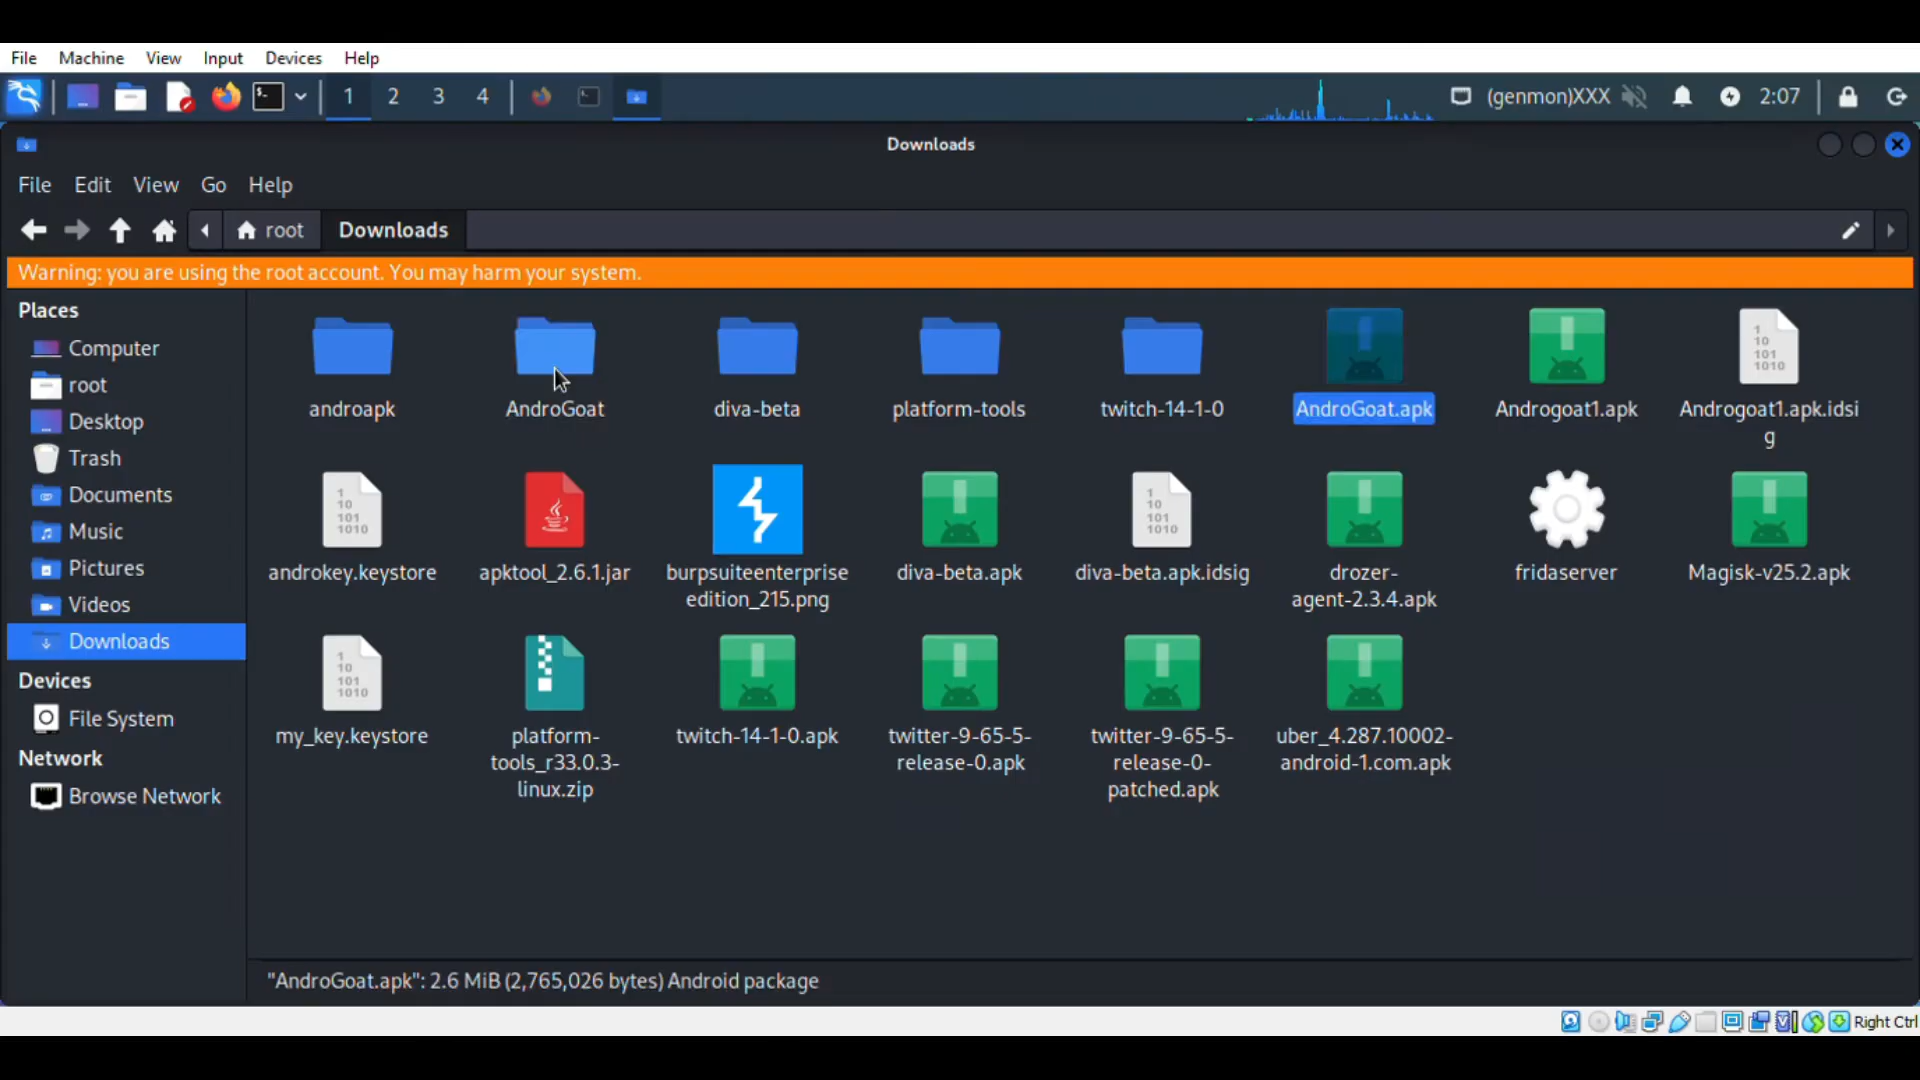 File Machine View Input Devices Help
1 2 3 4 (genmon)XXX 2:07
Downloads
File Edit View Go Help
root Downloads
Warning: you are using the root account. You may harm your system.
Places
Computer
root
Desktop
Trash
Documents
Music
Pictures
Videos
Downloads
Devices
File System
Network
Browse Network
androapk
AndroGoat
diva-beta
platform-tools
twitch-14-1-0
AndroGoat.apk
Androgoat1.apk
Androgoat1.apk.idsi
g
androkey.keystore
apktool_2.6.1.jar
burpsuiteenterprise
edition_215.png
diva-beta.apk
diva-beta.apk.idsig
drozer-
agent-2.3.4.apk
fridaserver
Magisk-v25.2.apk
my_key.keystore
platform-
tools_r33.0.3-
linux.zip
twitch-14-1-0.apk
twitter-9-65-5-
release-0.apk
twitter-9-65-5-
release-0-
patched.apk
uber_4.287.10002-
android-1.com.apk
"AndroGoat.apk": 2.6 MiB (2,765,026 bytes) Android package
Right Ctrl